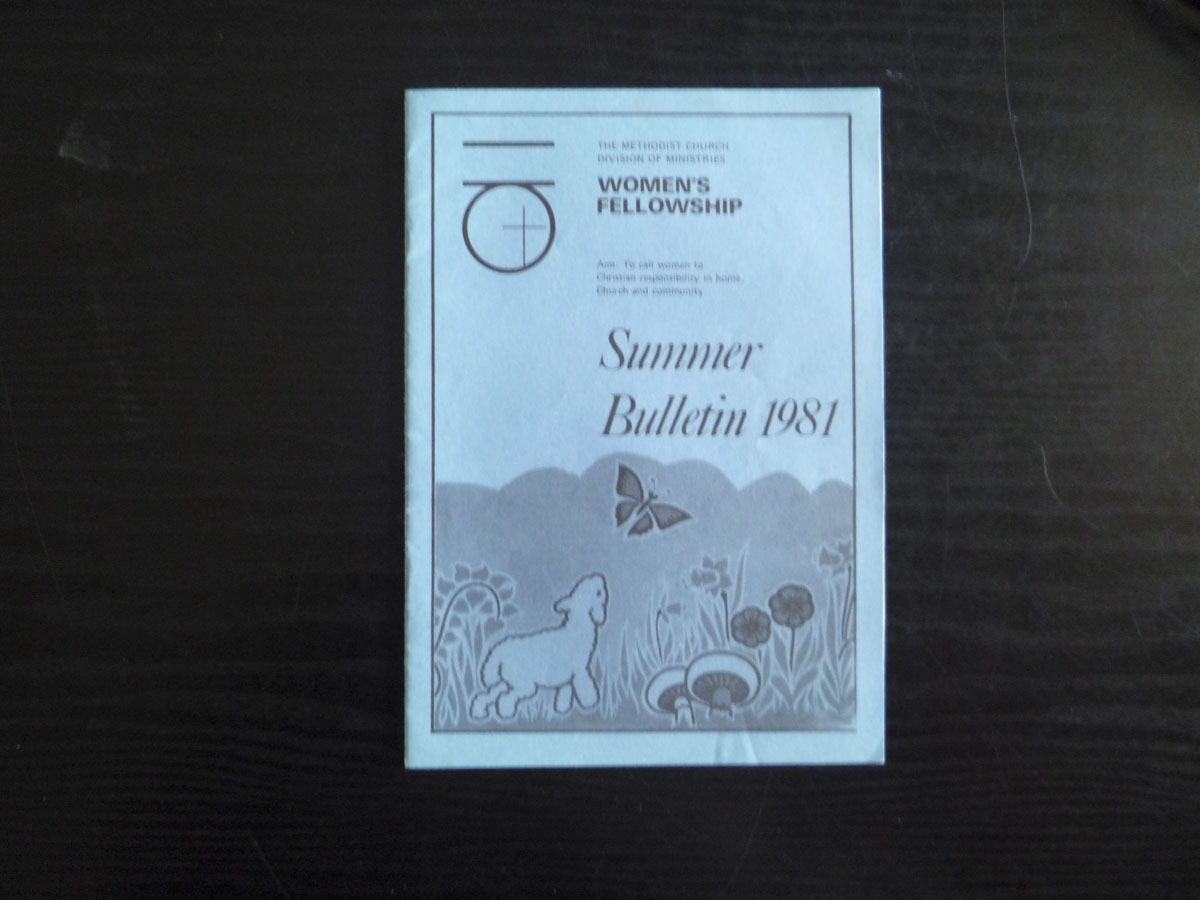 THE METHODIST CHURCH
DIVISION OF MINISTRIES
WOMEN'S
FELLOWSHIP
Aim: To call women to
Christian responsibility in home,
Church and community.
Summer
Bulletin 1981